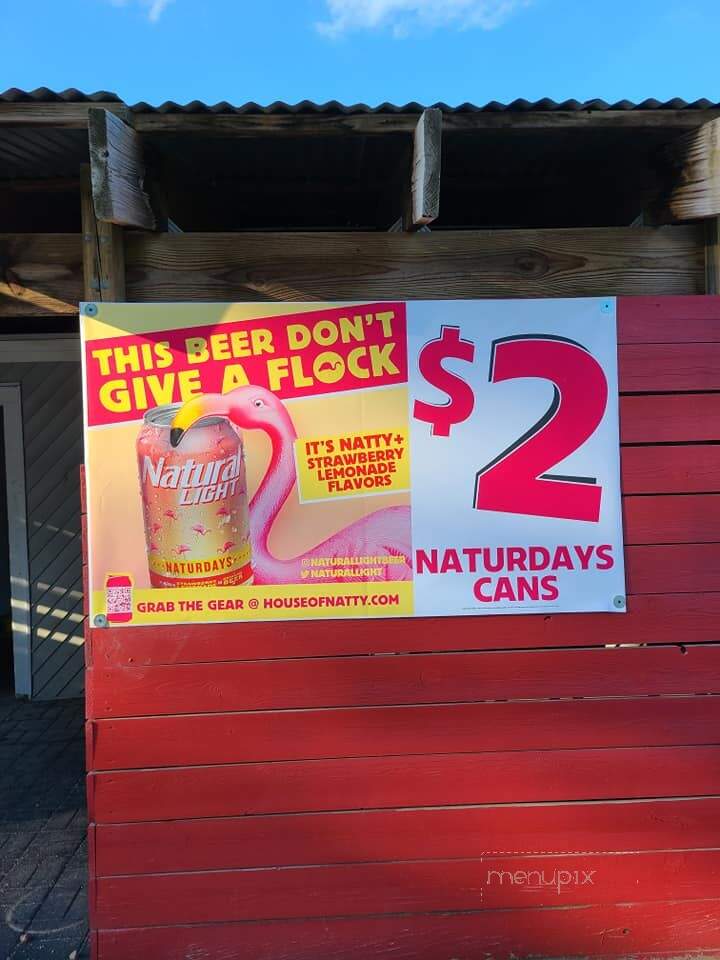 THIS BEER DON'T
GIVE A FLOCK
Natural
LIGHT
NATURDAYS
IT'S NATTY+
STRAWBERRY
LEMONADE
FLAVORS
@NATURALLIGHTBEER
NATURALLIGHT
GRAB THE GEAR @ HOUSEOFNATTY.COM
$2
NATURDAYS
CANS
menupix